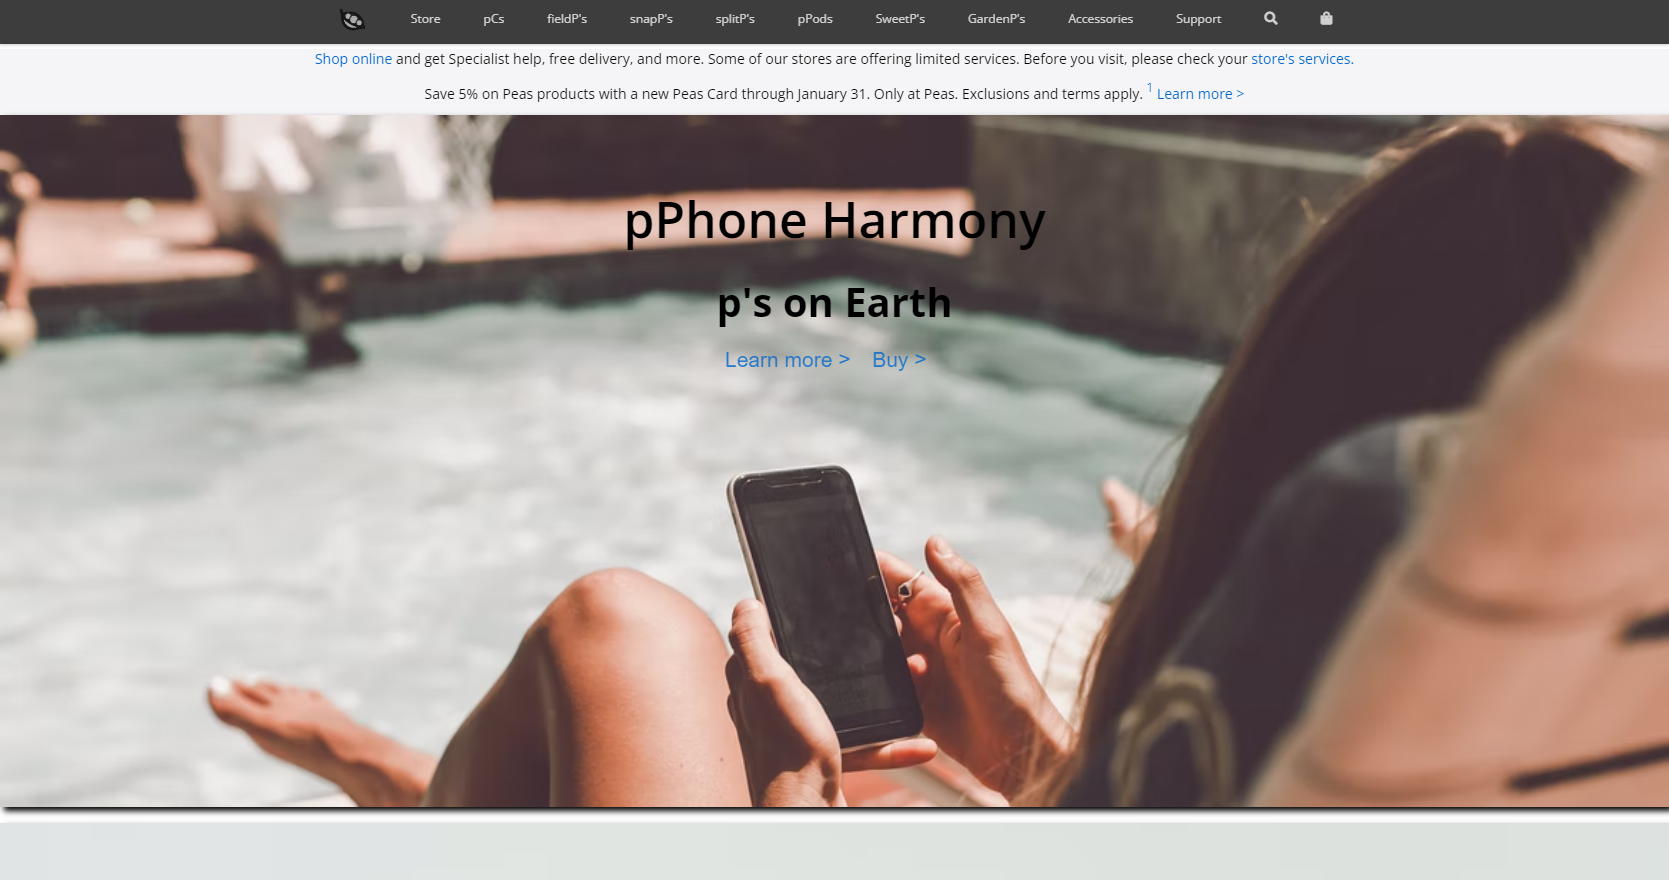 Store pCs fieldP's snapP's splitP's pPods SweetP's GardenP's Accessories Support
Shop online and get Specialist help, free delivery, and more. Some of our stores are offering limited services. Before you visit, please check your store's services.
Save 5% on Peas products with a new Peas Card through January 31. Only at Peas. Exclusions and terms apply. 1 Learn more >
pPhone Harmony
p's on Earth
Learn more > Buy >